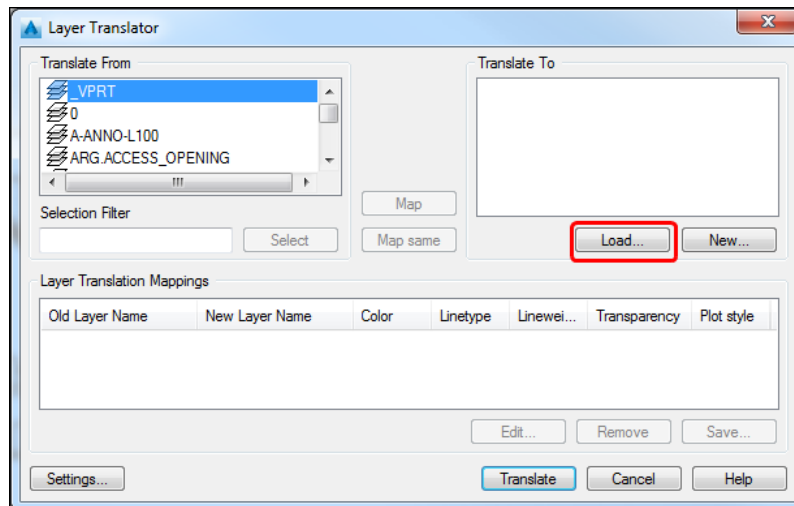 Layer Translator
Translate From
_VPRT
0
A-ANNO-L100
ARG.ACCESS_OPENING
Selection Filter
Select
Map
Map same
Translate To
Load...
New...
Layer Translation Mappings
Old Layer Name New Layer Name Color Linetype Linewei... Transparency Plot style
Edit... Remove Save...
Settings... Translate Cancel Help